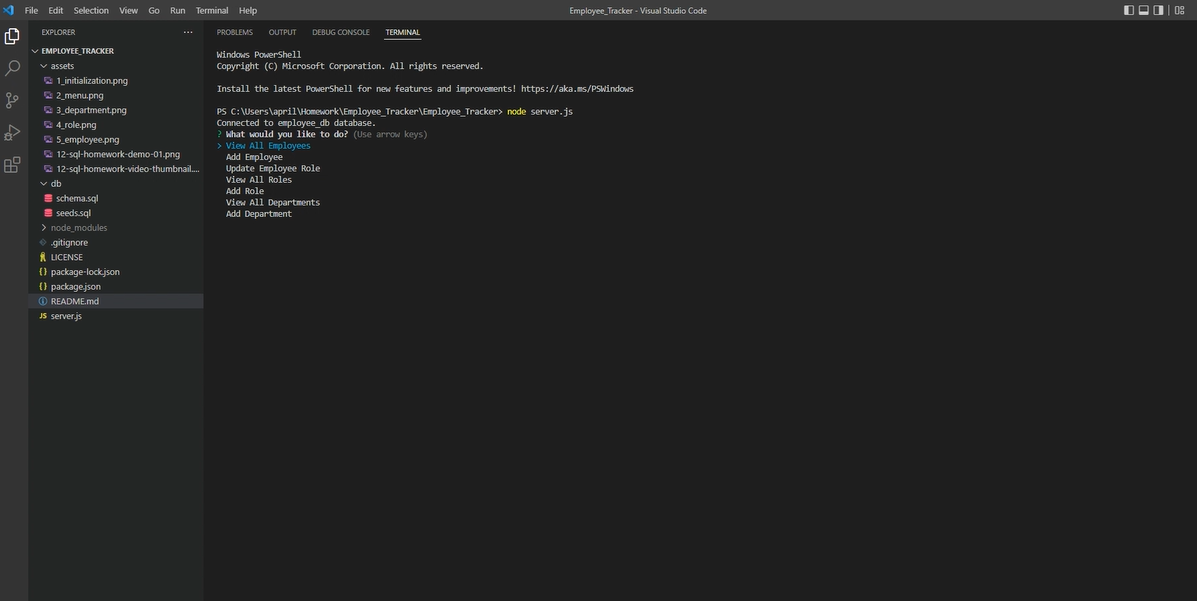 File Edit Selection View Go Run Terminal Help
Employee_Tracker - Visual Studio Code
EXPLORER
EMPLOYEE_TRACKER
assets
1_initialization.png
2_menu.png
3_department.png
4_role.png
5_employee.png
12-sql-homework-demo-01.png
12-sql-homework-video-thumbnail....
db
schema.sql
seeds.sql
node_modules
.gitignore
LICENSE
package-lock.json
package.json
README.md
JS server.js
PROBLEMS OUTPUT DEBUG CONSOLE TERMINAL
Windows PowerShell
Copyright (C) Microsoft Corporation. All rights reserved.
Install the latest PowerShell for new features and improvements! https://aka.ms/PSWindows
PS C:\Users\april\Homework\Employee_Tracker\Employee_Tracker> node server.js
Connected to employee_db database.
? What would you like to do? (Use arrow keys)
> View All Employees
Add Employee
Update Employee Role
View All Roles
Add Role
View All Departments
Add Department